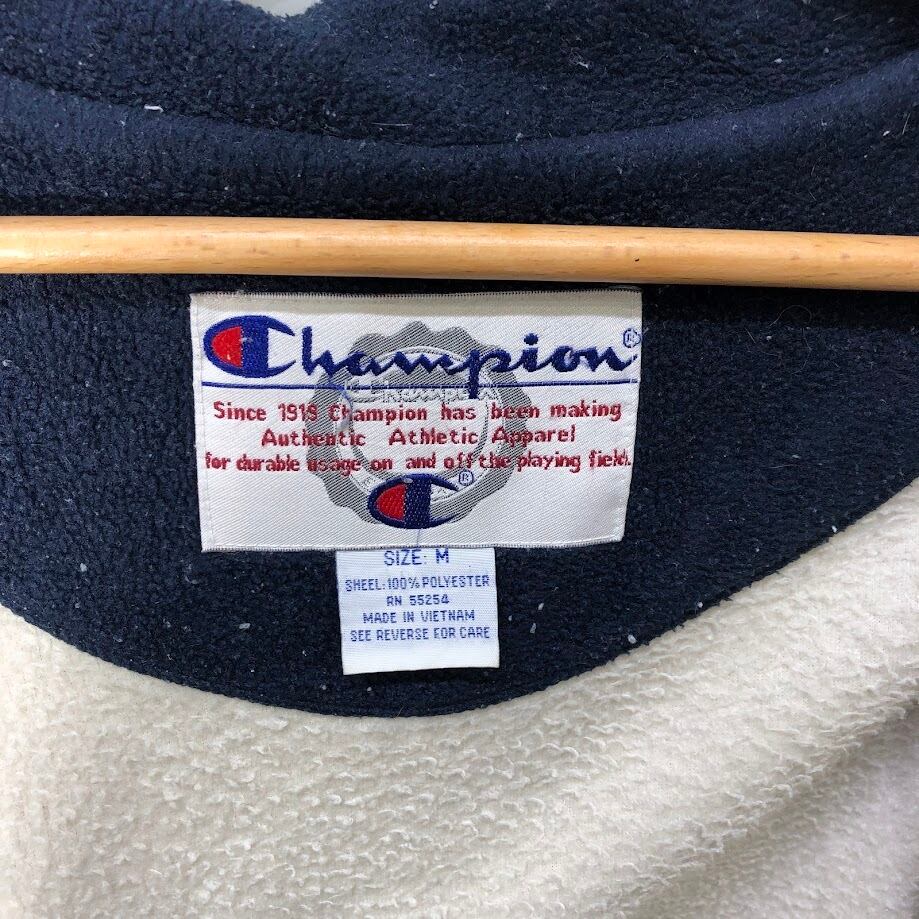 Champion®
Champion
Since 1919 Champion has been making
Authentic Athletic Apparel
for durable usage on and off the playing field.
®
SIZE: M
SHEEL:100% POLYESTER
RN 55254
MADE IN VIETNAM
SEE REVERSE FOR CARE